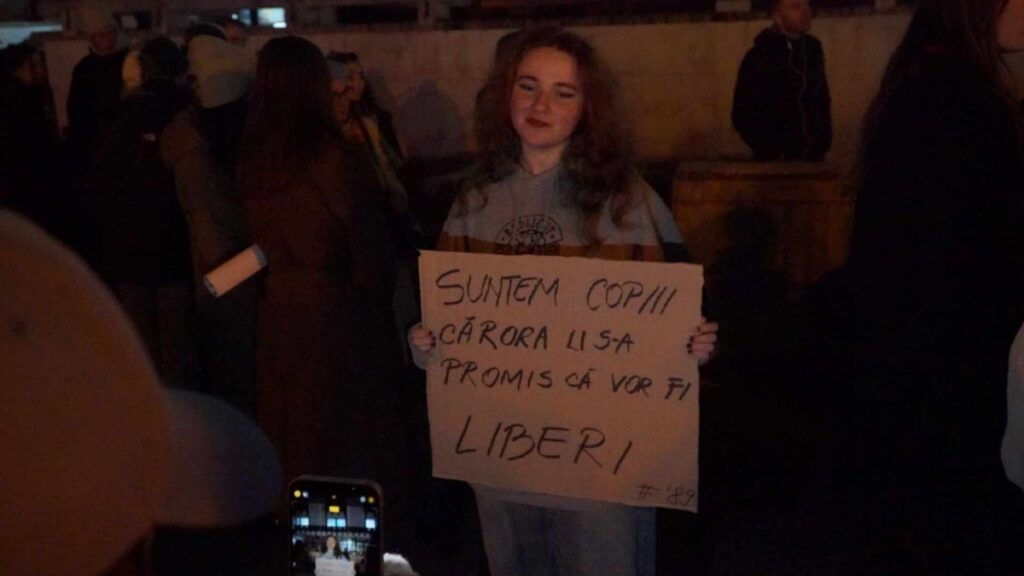 SUNTEM COPIII
CĂRORA LI S-A
PROMIS CĂ VOR FI
LIBERI
# '89